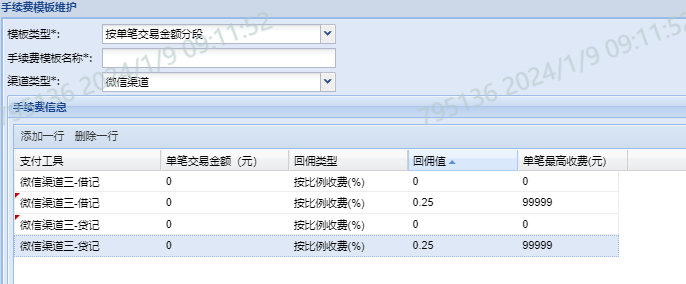 手续费模板维护
模板类型*: 按单笔交易金额分段
手续费模板名称*:
渠道类型*: 微信渠道
手续费信息
添加一行 删除一行
支付工具 单笔交易金额（元） 回佣类型 回佣值 单笔最高收费(元)
微信渠道三-借记 0 按比例收费(%) 0 0
微信渠道三-借记 0 按比例收费(%) 0.25 99999
微信渠道三-贷记 0 按比例收费(%) 0 0
微信渠道三-贷记 0 按比例收费(%) 0.25 99999
795136 2024/1/9 09:11:52
795136 2024/1/9 09:11:52